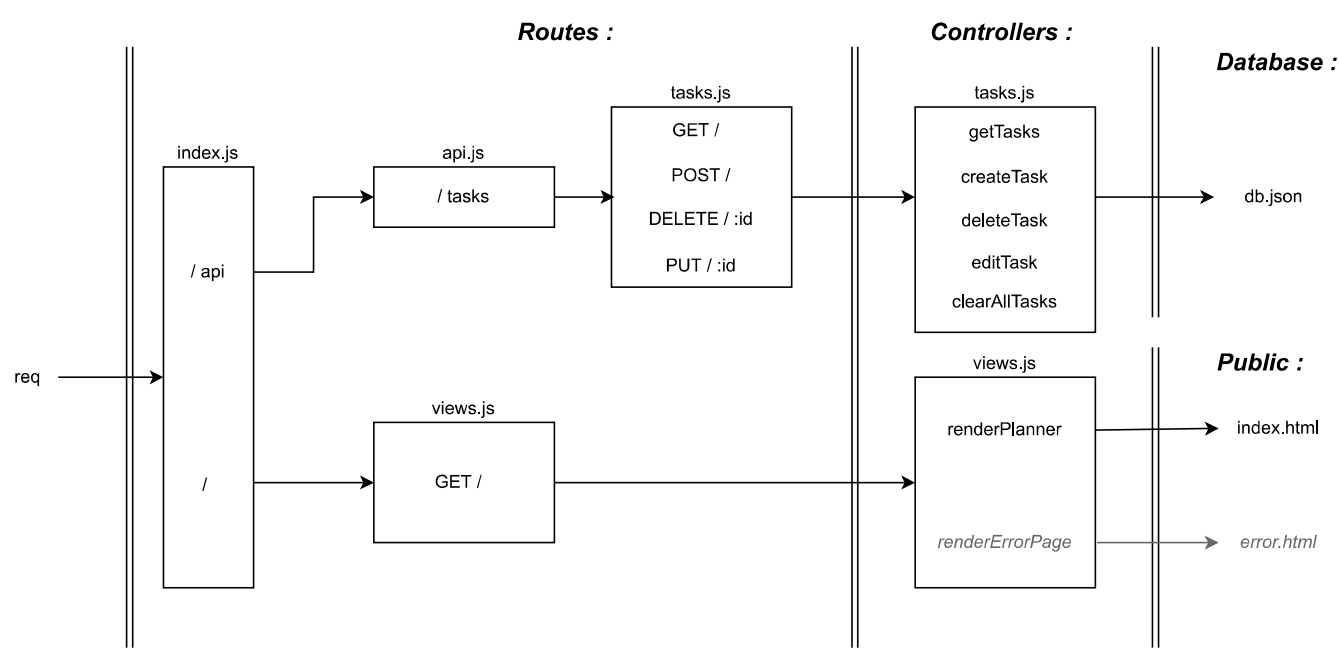 Routes :
Controllers :
Database :
tasks.js
GET /
POST /
DELETE / :id
PUT / :id
tasks.js
getTasks
createTask
deleteTask
editTask
clearAllTasks
index.js
/ api
/
api.js
/ tasks
db.json
req
views.js
GET /
views.js
renderPlanner
renderErrorPage
Public :
index.html
error.html